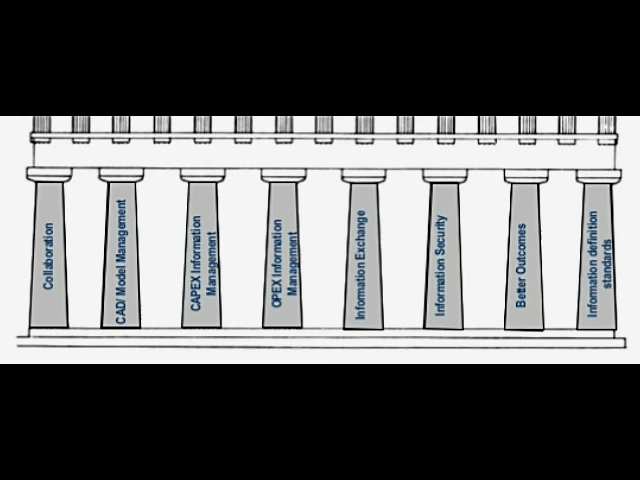 Collaboration
CAD/ Model Management
CAPEX Information
Management
OPEX Information
Management
Information Exchange
Information Security
Better Outcomes
Information definition
standards